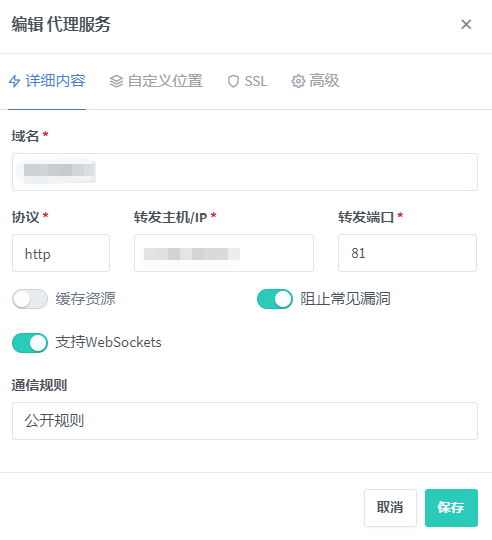 编辑 代理服务
详细内容 自定义位置 SSL 高级
域名 *
协议 * 转发主机/IP * 转发端口 *
http 81
缓存资源 阻止常见漏洞
支持WebSockets
通信规则
公开规则
取消 保存